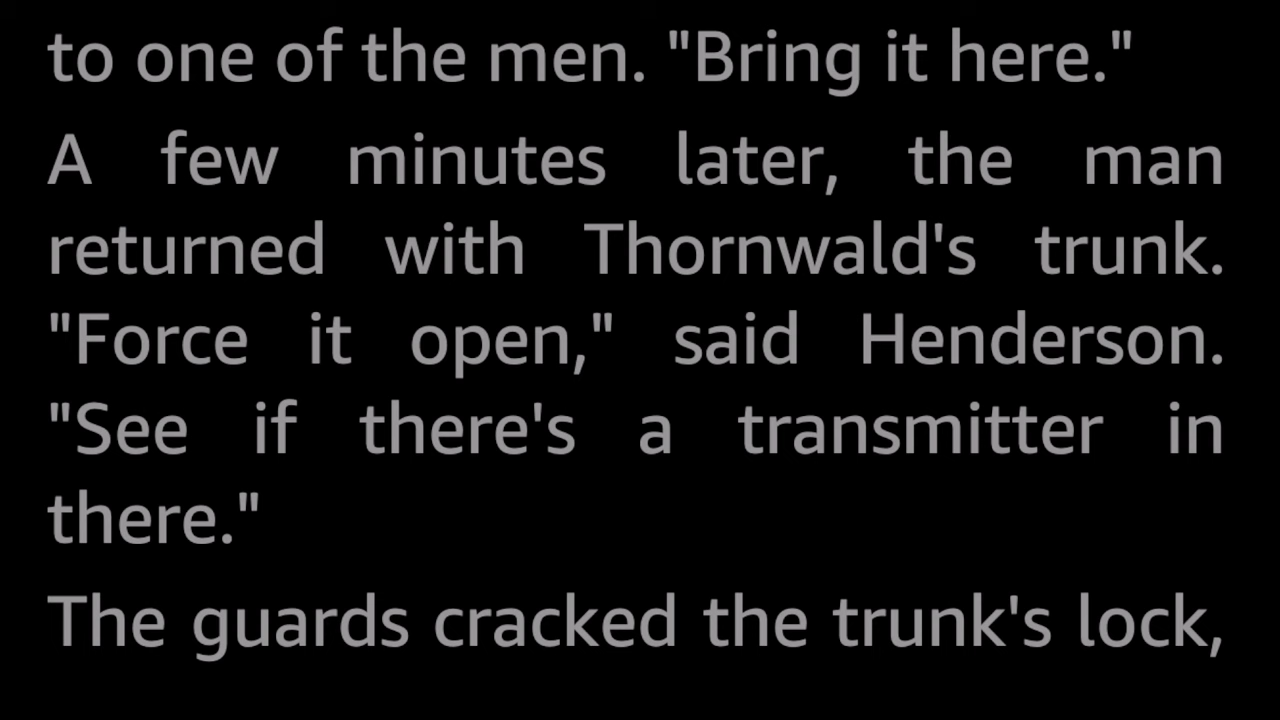 to one of the men. "Bring it here."
A few minutes later, the man
returned with Thornwald's trunk.
"Force it open," said Henderson.
"See if there's a transmitter in
there."
The guards cracked the trunk's lock,